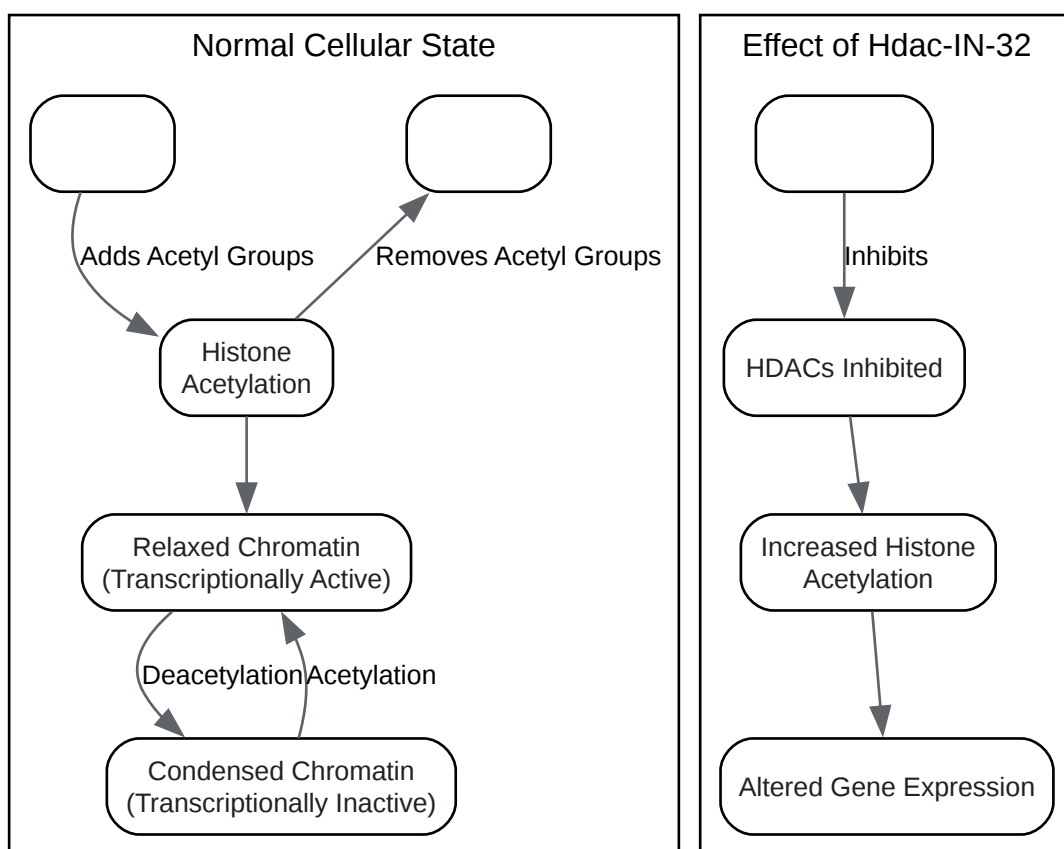 Normal Cellular State
Adds Acetyl Groups
Removes Acetyl Groups
Histone
Acetylation
Relaxed Chromatin
(Transcriptionally Active)
Deacetylation
Acetylation
Condensed Chromatin
(Transcriptionally Inactive)
Effect of Hdac-IN-32
Inhibits
HDACs Inhibited
Increased Histone
Acetylation
Altered Gene Expression